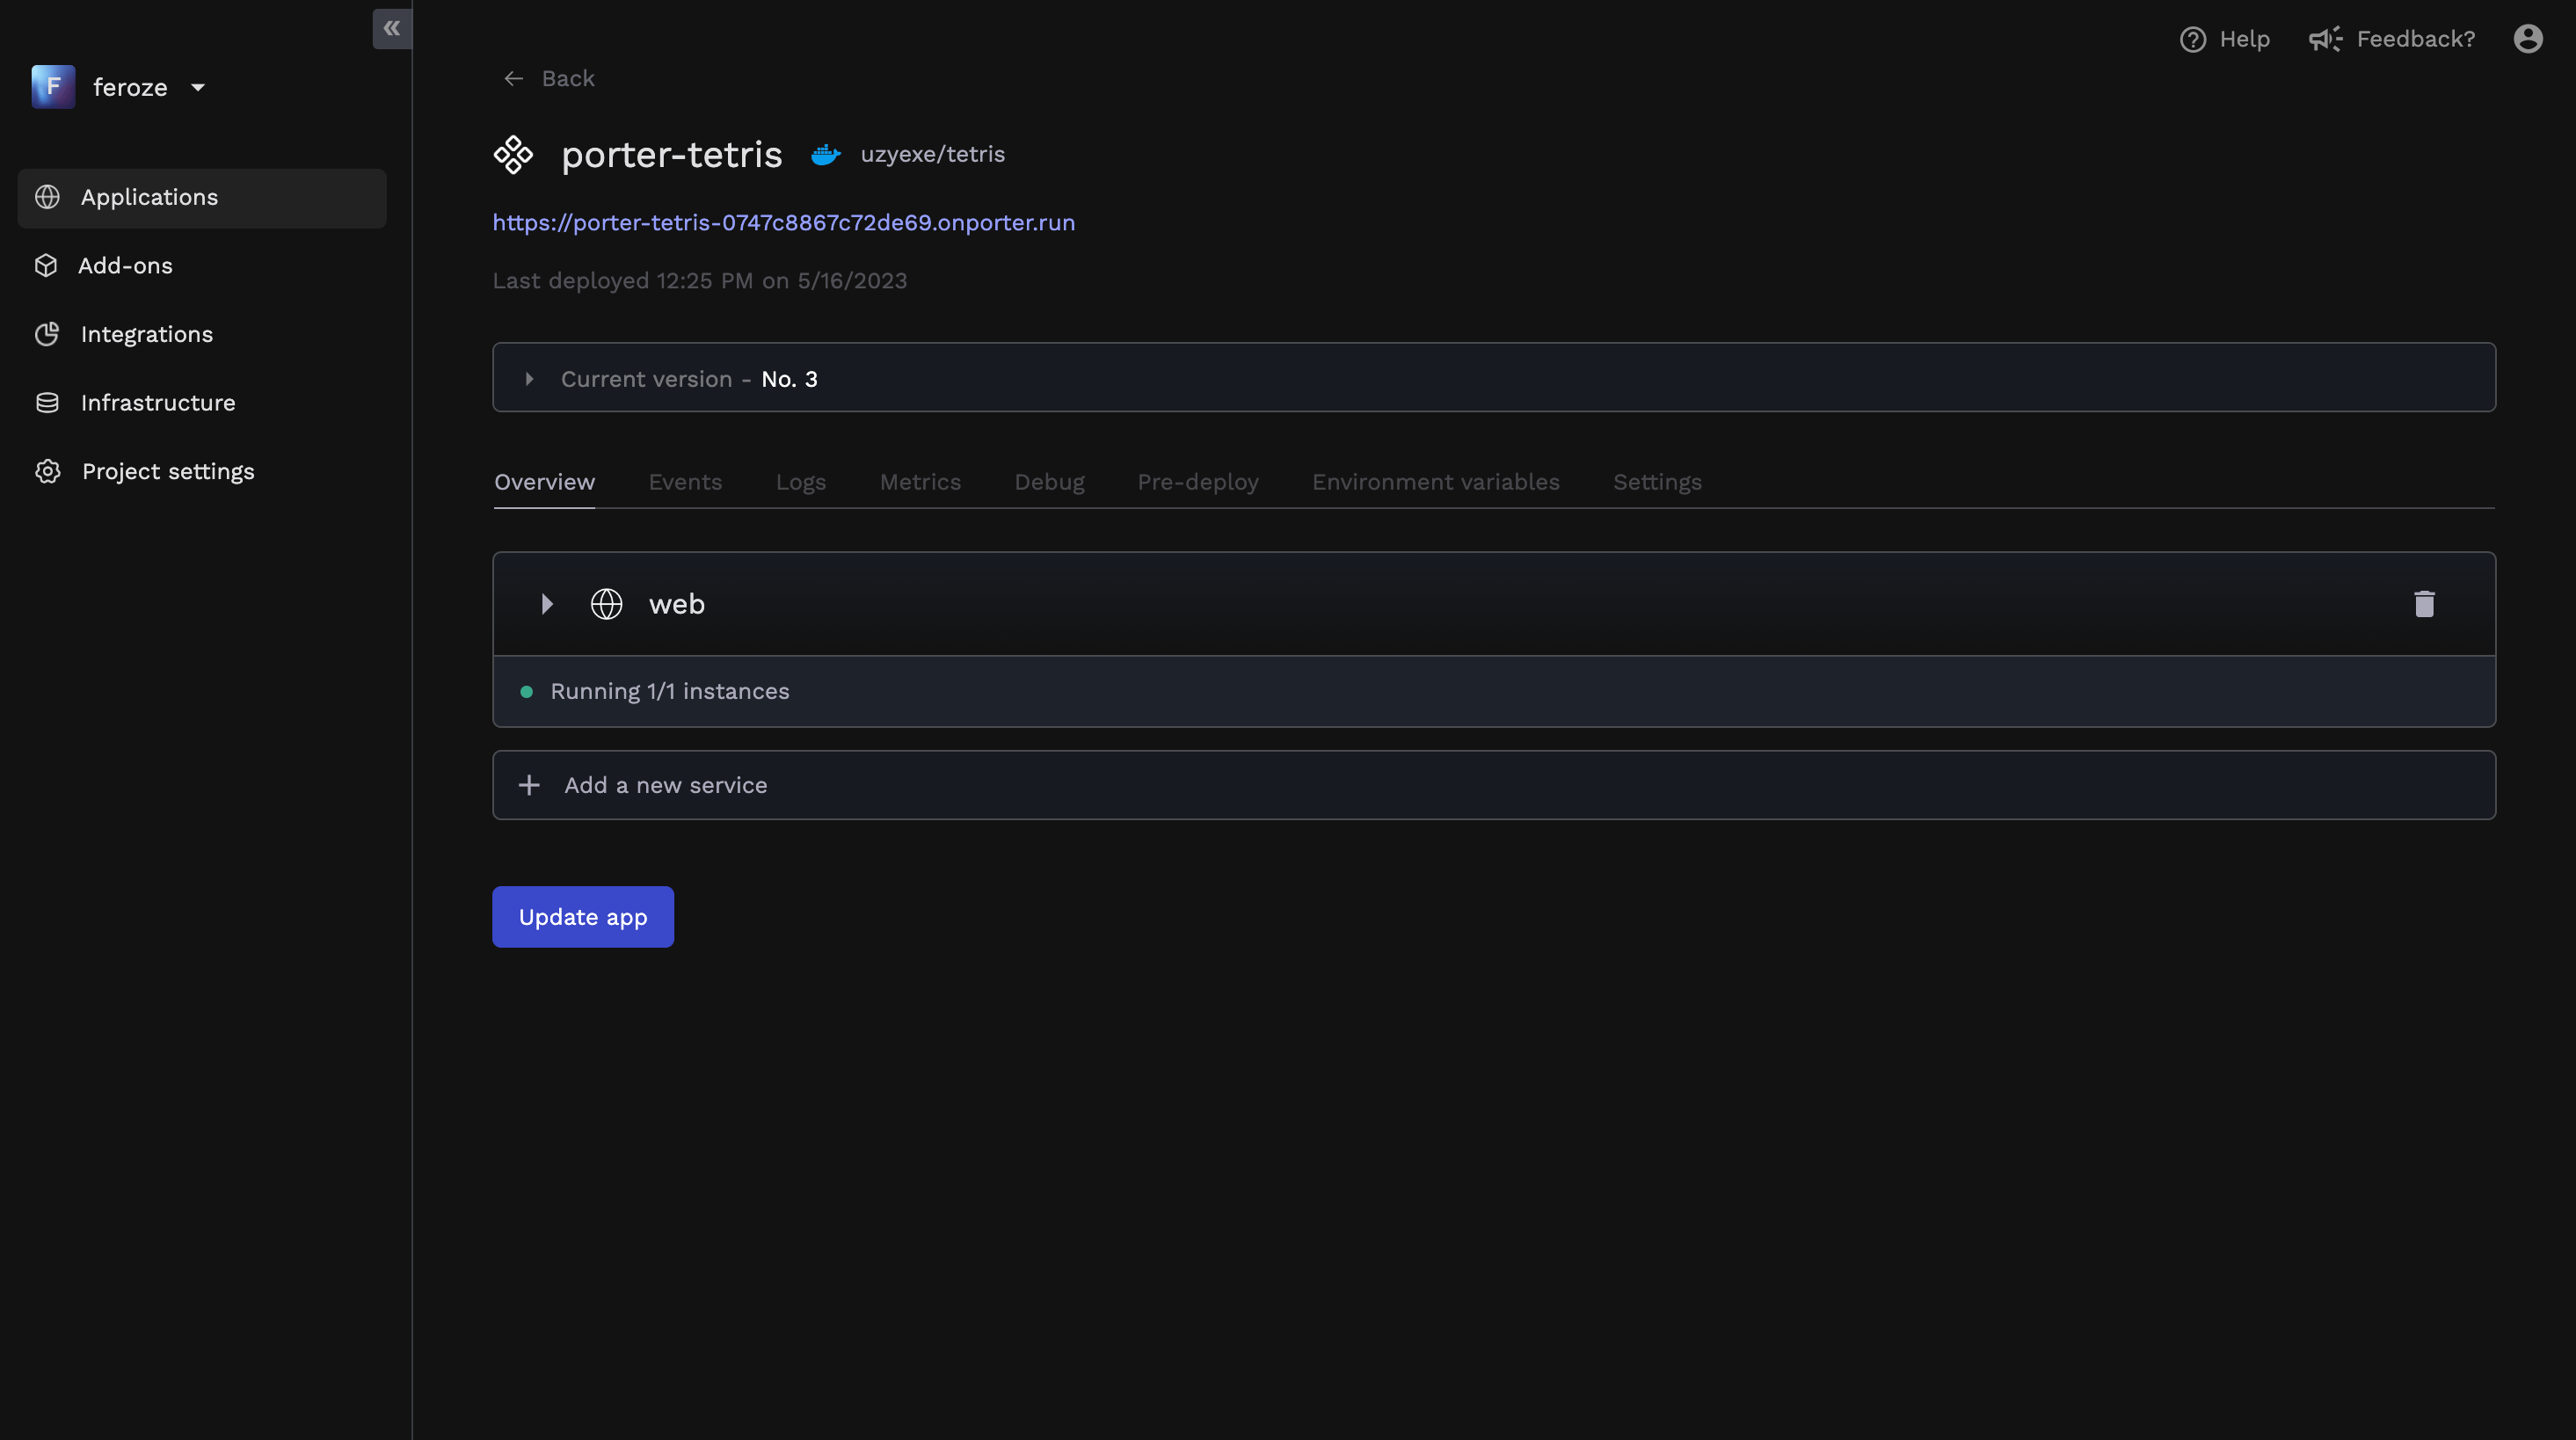 Help
Feedback?
F
feroze
Applications
Add-ons
Integrations
Infrastructure
Project settings
Back
porter-tetris
uzyexe/tetris
https://porter-tetris-0747c8867c72de69.onporter.run
Last deployed 12:25 PM on 5/16/2023
Current version - No. 3
Overview Events Logs Metrics Debug Pre-deploy Environment variables Settings
web
Running 1/1 instances
Add a new service
Update app